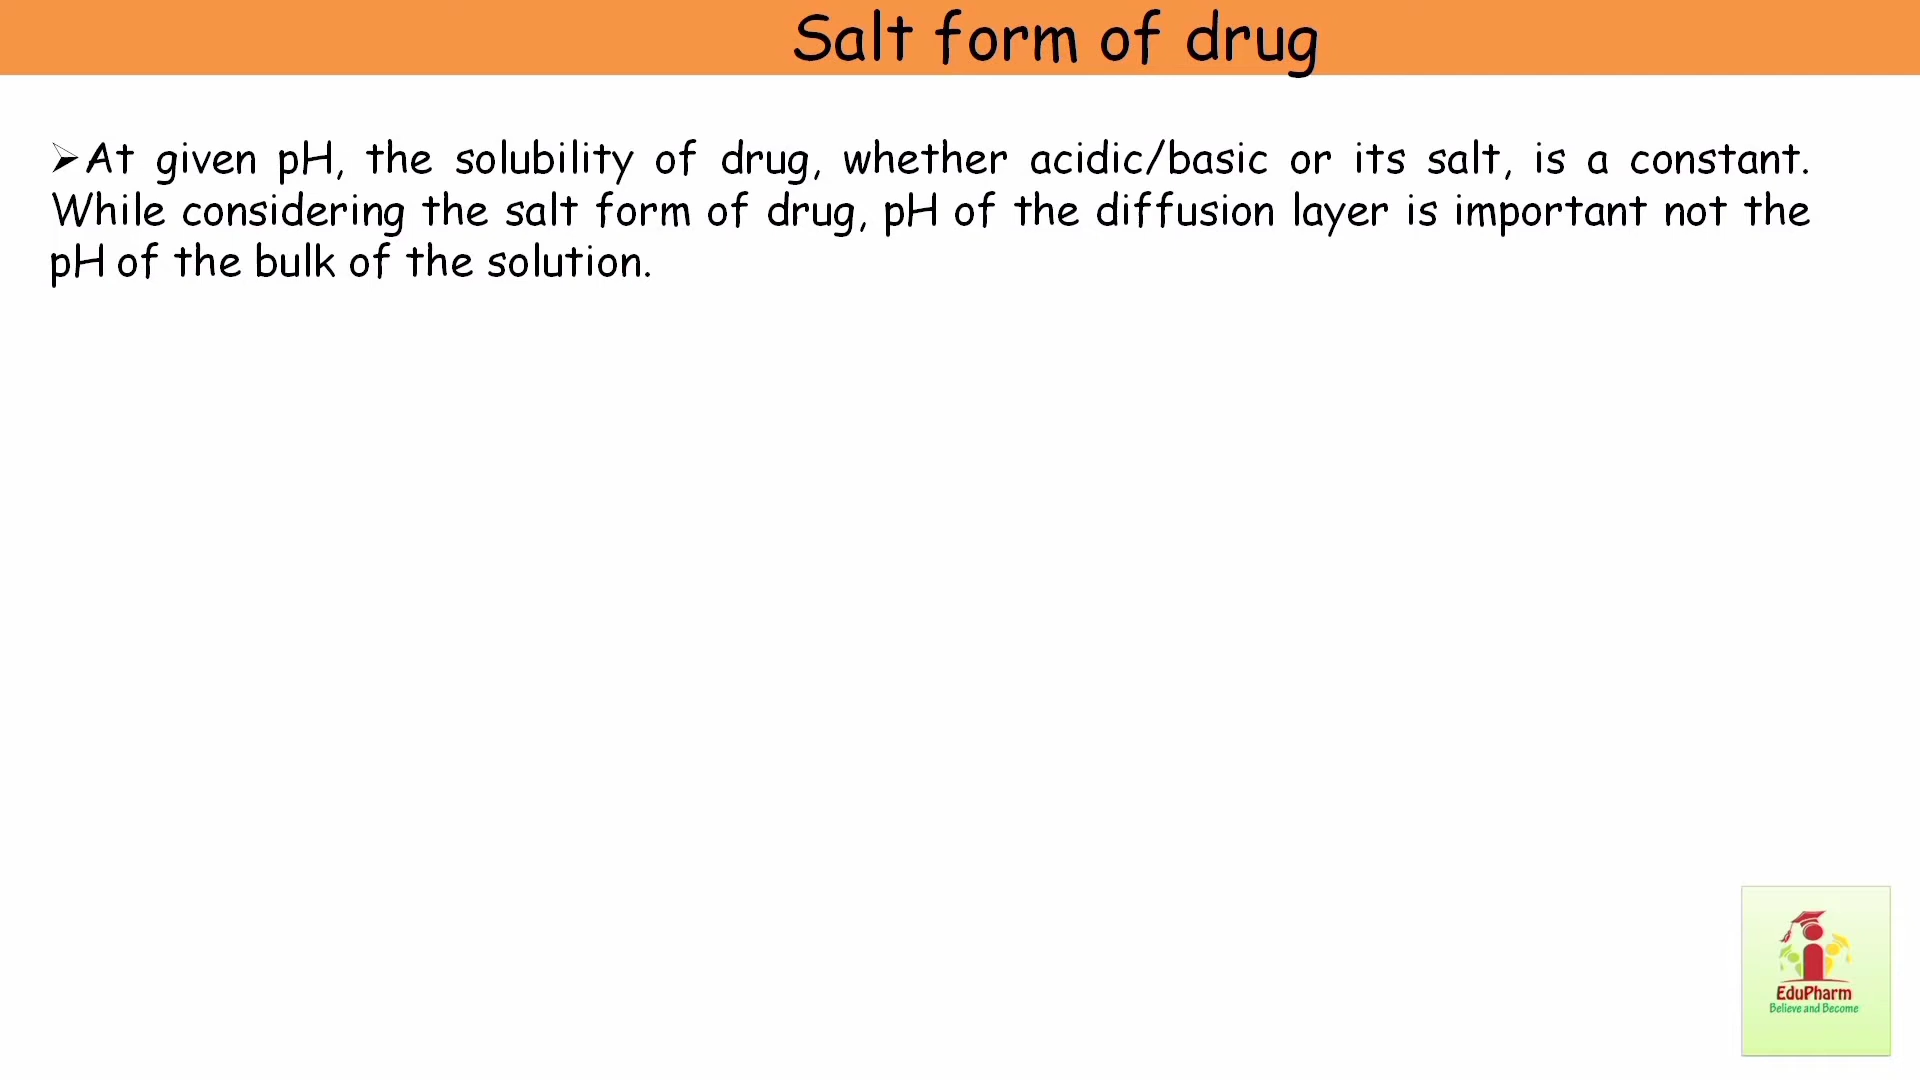 Salt form of drug
➢At given pH, the solubility of drug, whether acidic/basic or its salt, is a constant.
While considering the salt form of drug, pH of the diffusion layer is important not the
pH of the bulk of the solution.
EduPharm
Believe and Become